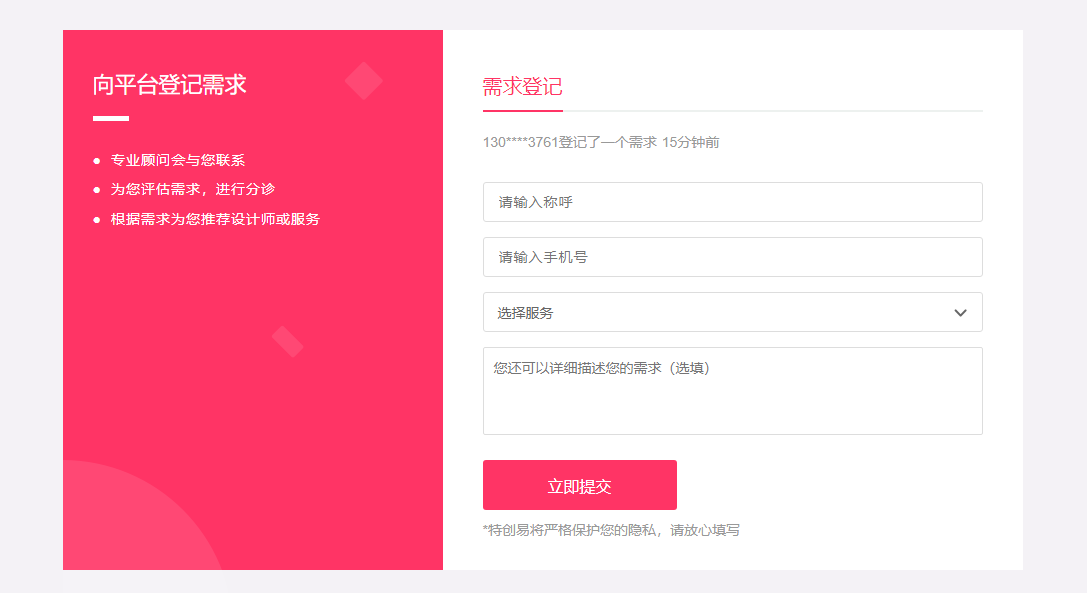 向平台登记需求
专业顾问会与您联系
为您评估需求，进行分诊
根据需求为您推荐设计师或服务
需求登记
130****3761登记了一个需求 15分钟前
请输入称呼
请输入手机号
选择服务
您还可以详细描述您的需求（选填）
立即提交
*特创易将严格保护您的隐私，请放心填写